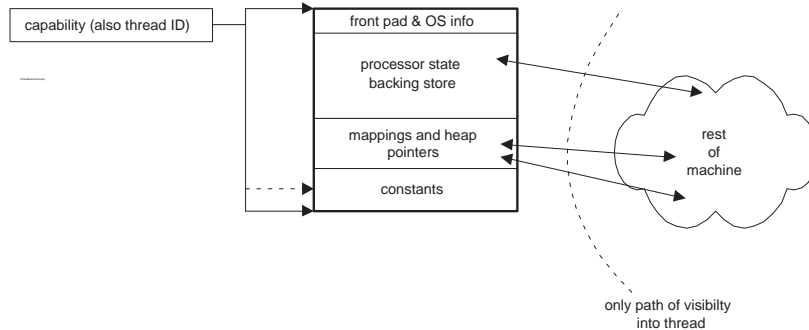 capability (also thread ID)
front pad & OS info
processor state
backing store
mappings and heap
pointers
constants
rest
of
machine
only path of visibilty
into thread